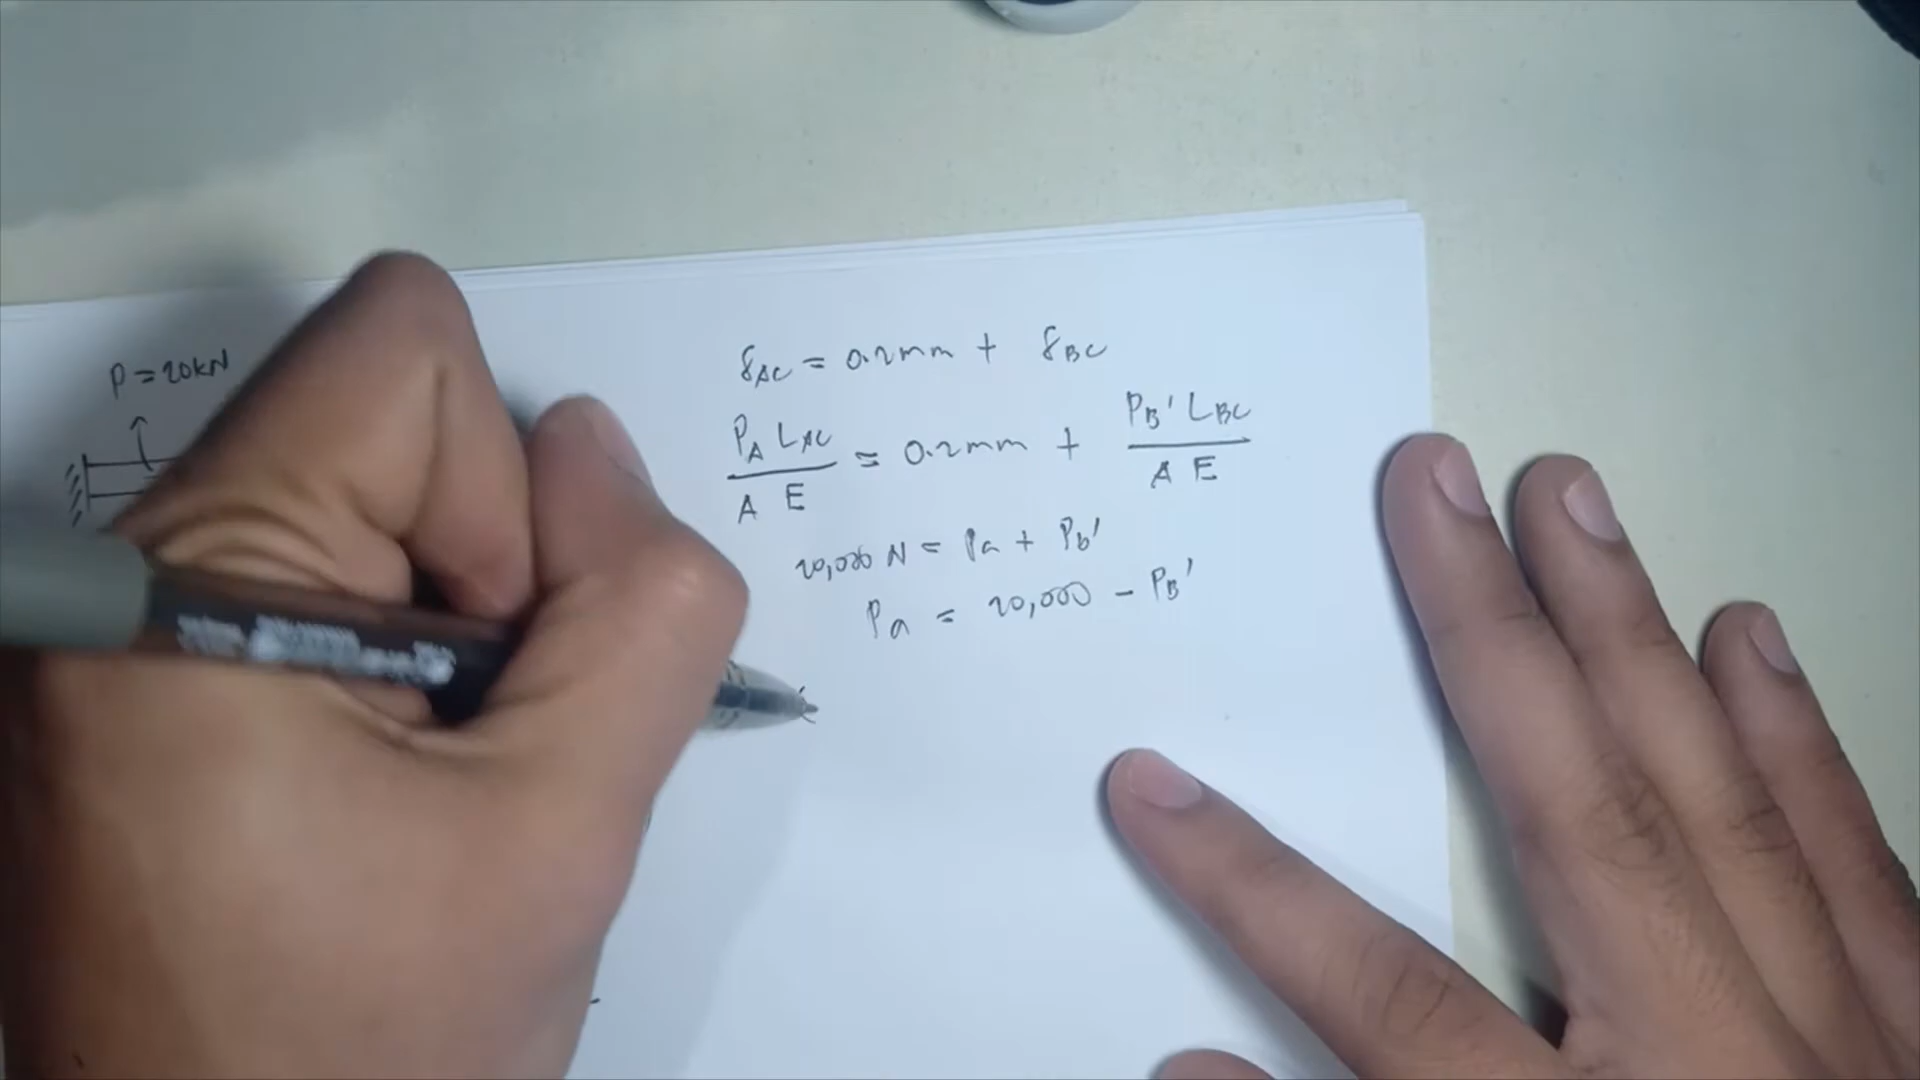 P = 20kN
δAC = 0.2mm + δBC
PA LAC / A E = 0.2mm + PB' LBC / A E
20,000 N = Pa + Pb'
Pa = 20,000 - PB'